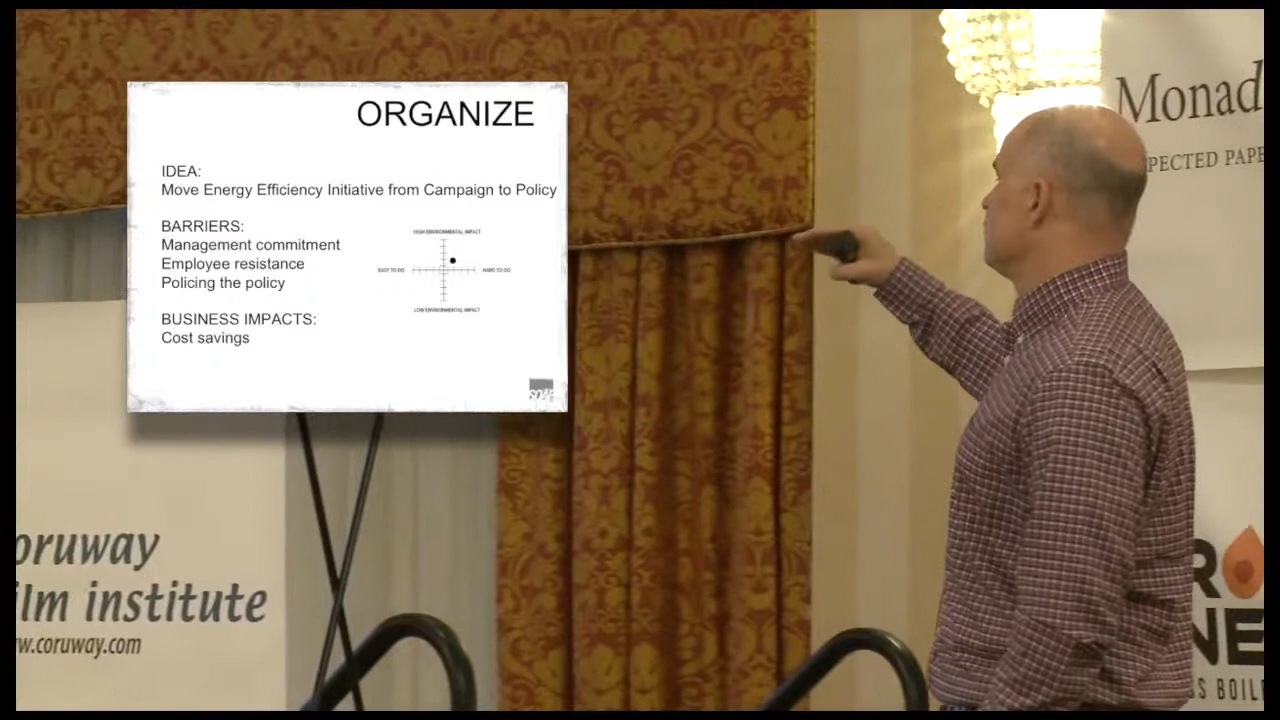 ORGANIZE
IDEA:
Move Energy Efficiency Initiative from Campaign to Policy
BARRIERS:
Management commitment
Employee resistance
Policing the policy
HIGH ENVIRONMENTAL IMPACT
EASY TO DO
HARD TO DO
LOW ENVIRONMENTAL IMPACT
BUSINESS IMPACTS:
Cost savings
SOAP
Monad
PECTED PAPE
oruway
ilm institute
w.coruway.com
R
NE
S BOIL